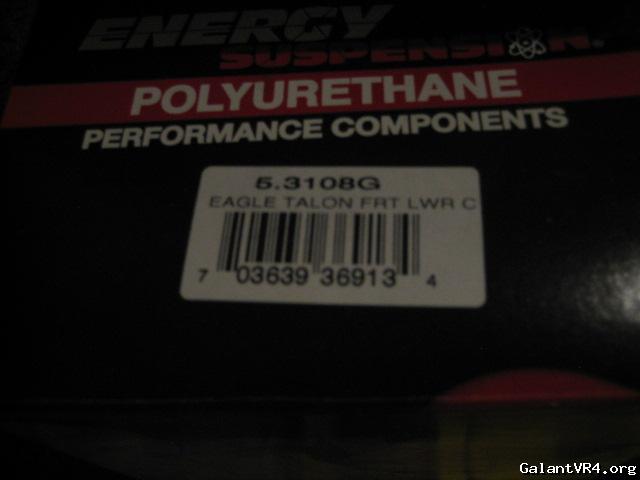 ENERGY
SUSPENSION®
POLYURETHANE
PERFORMANCE COMPONENTS
5.3108G
EAGLE TALON FRT LWR C
7 03639 36913 4
GalantVR4.org